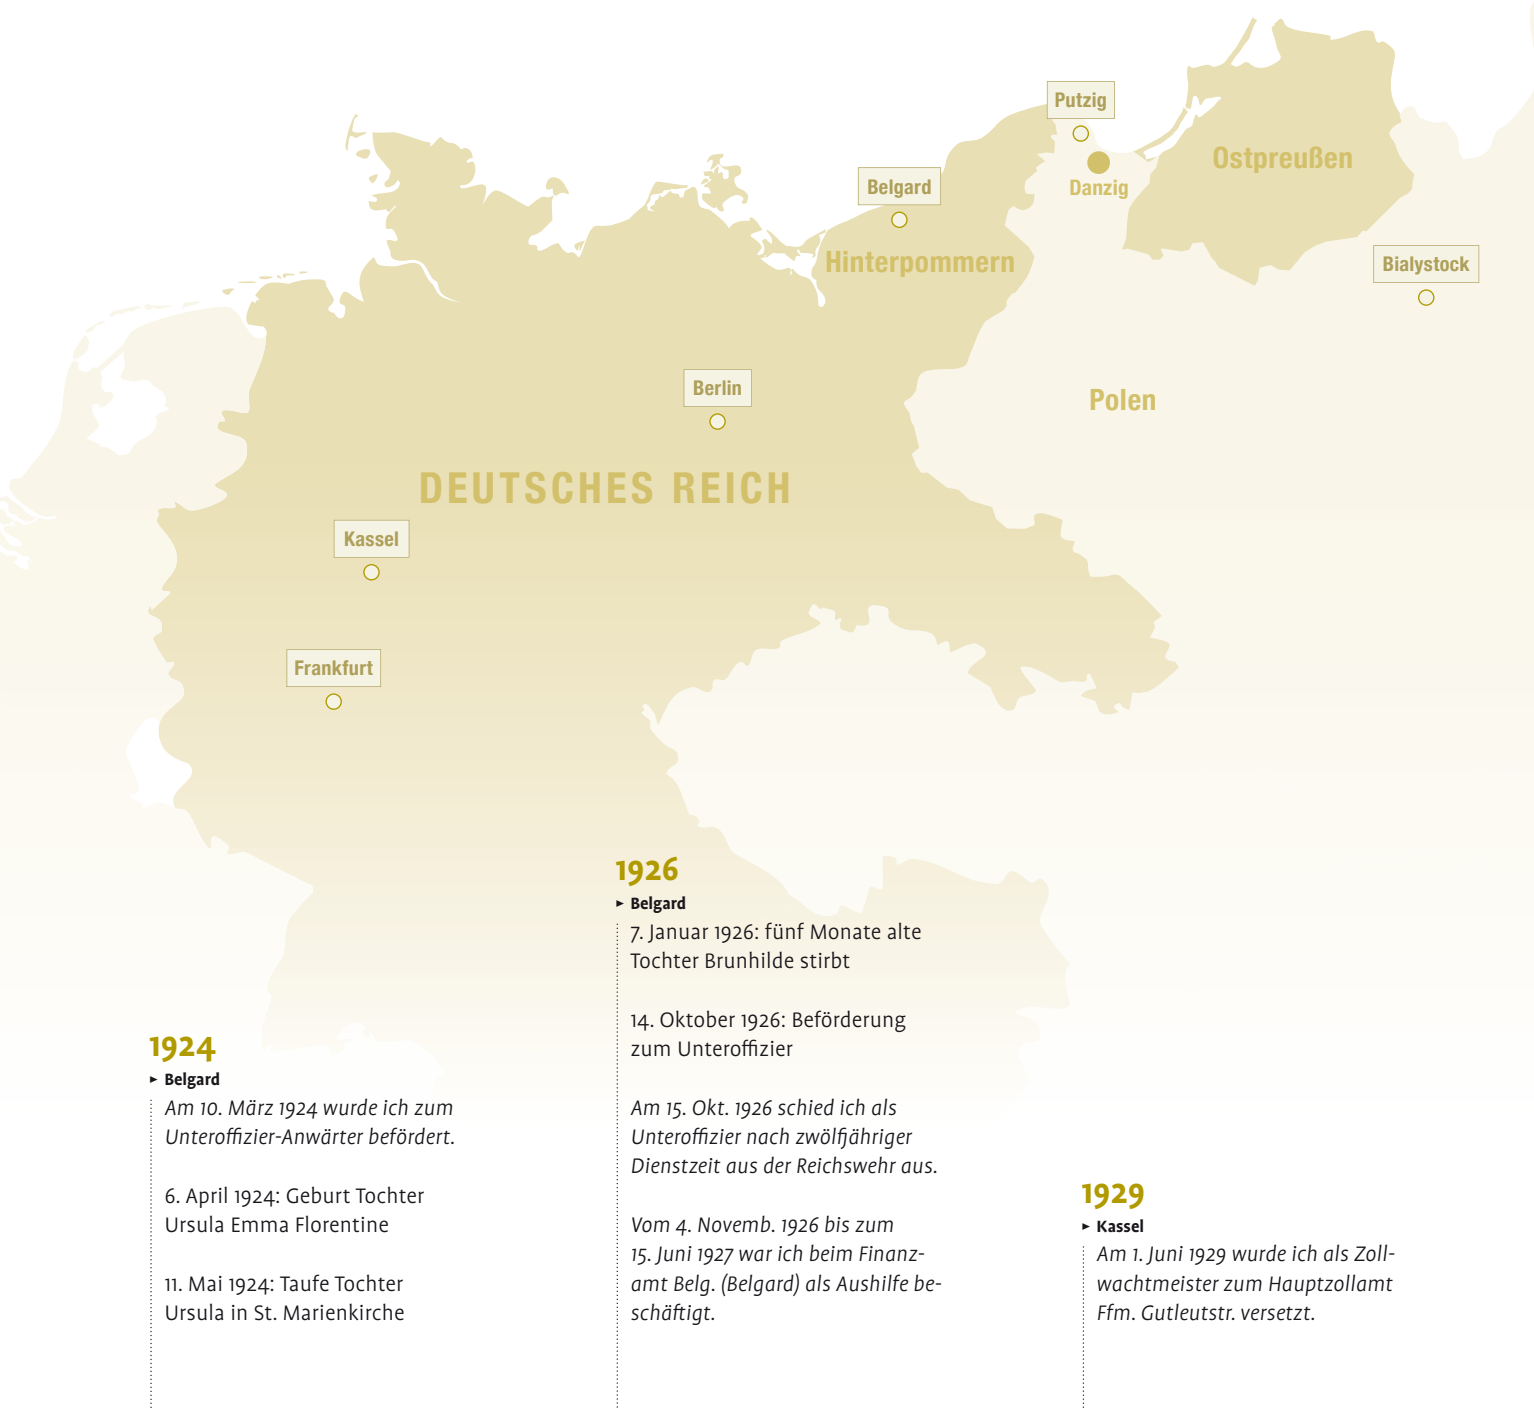 Putzig
Ostpreußen
Danzig
Belgard
Hinterpommern
Bialystock
Berlin
Polen
DEUTSCHES REICH
Kassel
Frankfurt
1924
▸ Belgard
Am 10. März 1924 wurde ich zum
Unteroffizier-Anwärter befördert.
6. April 1924: Geburt Tochter
Ursula Emma Florentine
11. Mai 1924: Taufe Tochter
Ursula in St. Marienkirche
1926
▸ Belgard
7. Januar 1926: fünf Monate alte
Tochter Brunhilde stirbt
14. Oktober 1926: Beförderung
zum Unteroffizier
Am 15. Okt. 1926 schied ich als
Unteroffizier nach zwölfjähriger
Dienstzeit aus der Reichswehr aus.
Vom 4. Novemb. 1926 bis zum
15. Juni 1927 war ich beim Finanz-
amt Belg. (Belgard) als Aushilfe be-
schäftigt.
1929
▸ Kassel
Am 1. Juni 1929 wurde ich als Zoll-
wachtmeister zum Hauptzollamt
Ffm. Gutleutstr. versetzt.